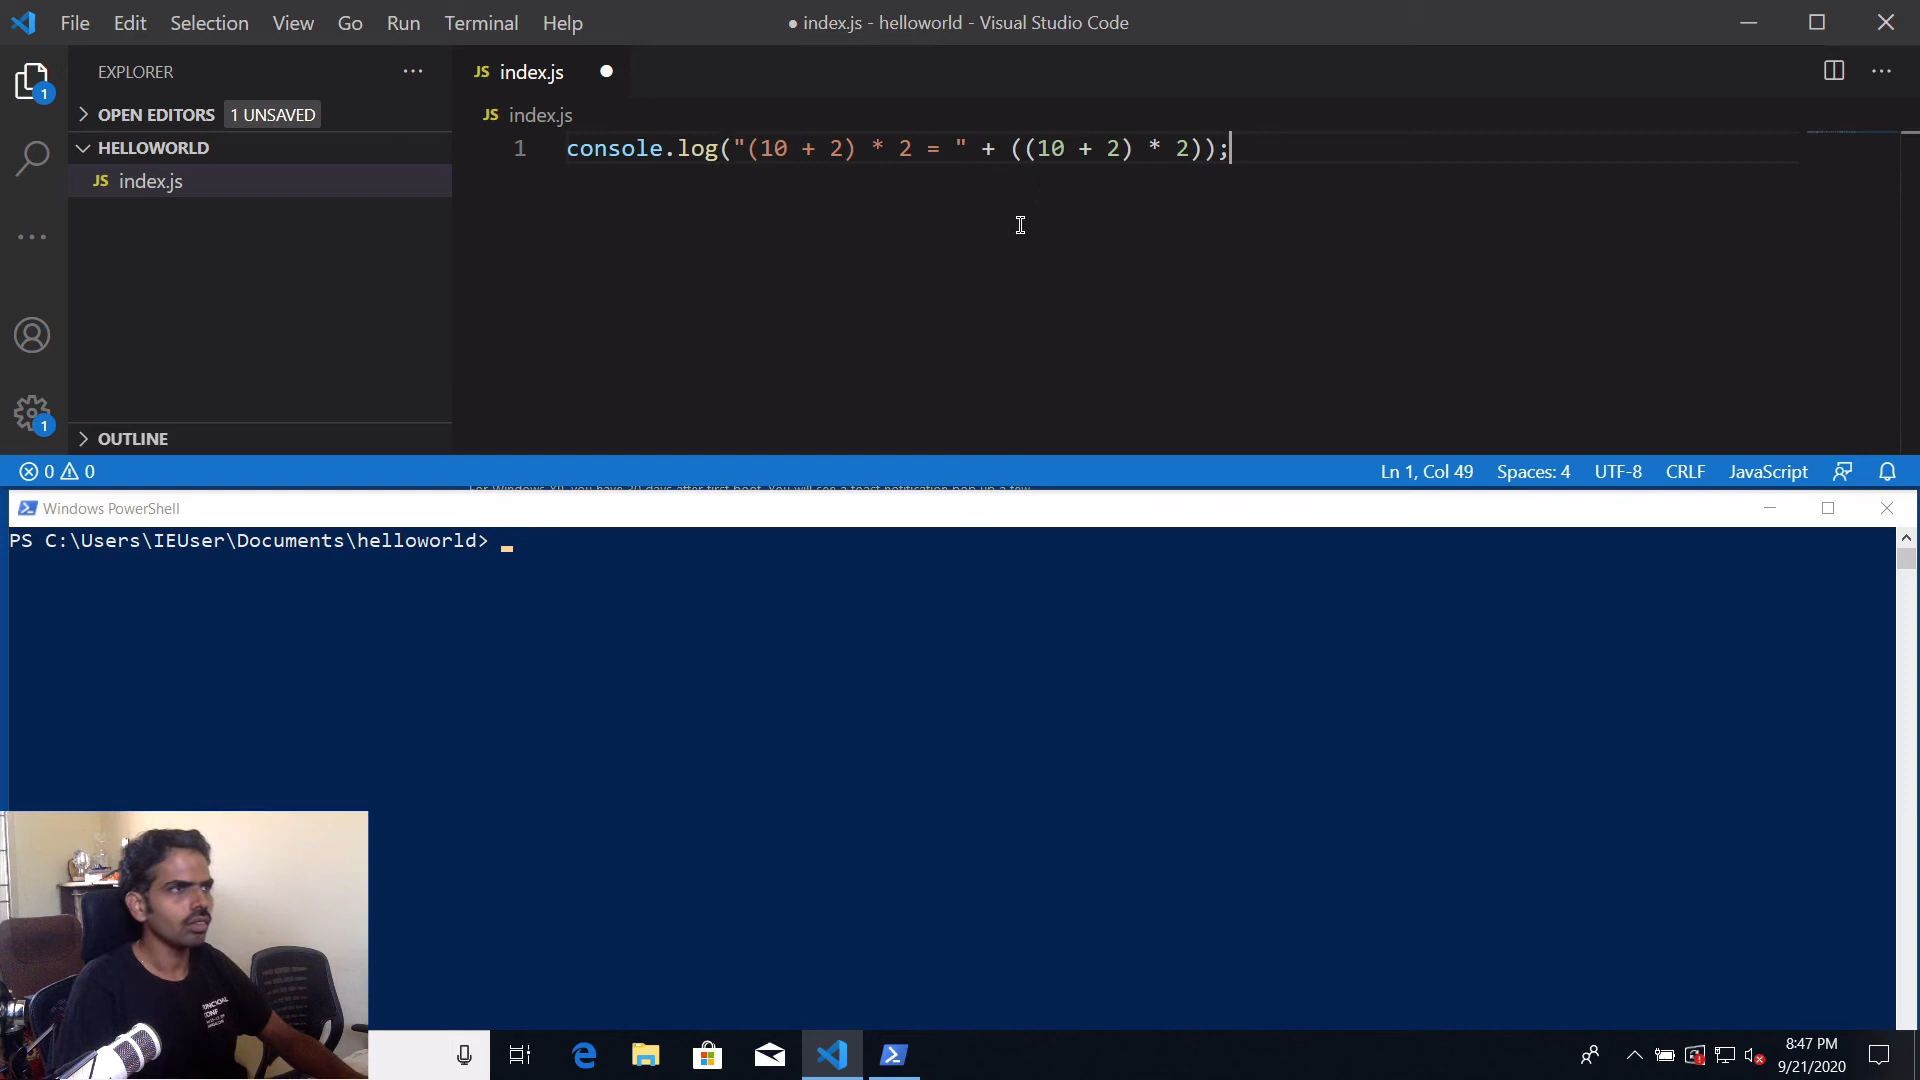 File Edit Selection View Go Run Terminal Help
● index.js - helloworld - Visual Studio Code
EXPLORER
JS index.js
1
OPEN EDITORS 1 UNSAVED
JS index.js
HELLOWORLD
1 console.log("(10 + 2) * 2 = " + ((10 + 2) * 2));
JS index.js
1
OUTLINE
0 0
Ln 1, Col 49 Spaces: 4 UTF-8 CRLF JavaScript
Windows PowerShell
PS C:\Users\IEUser\Documents\helloworld>
8:47 PM
9/21/2020